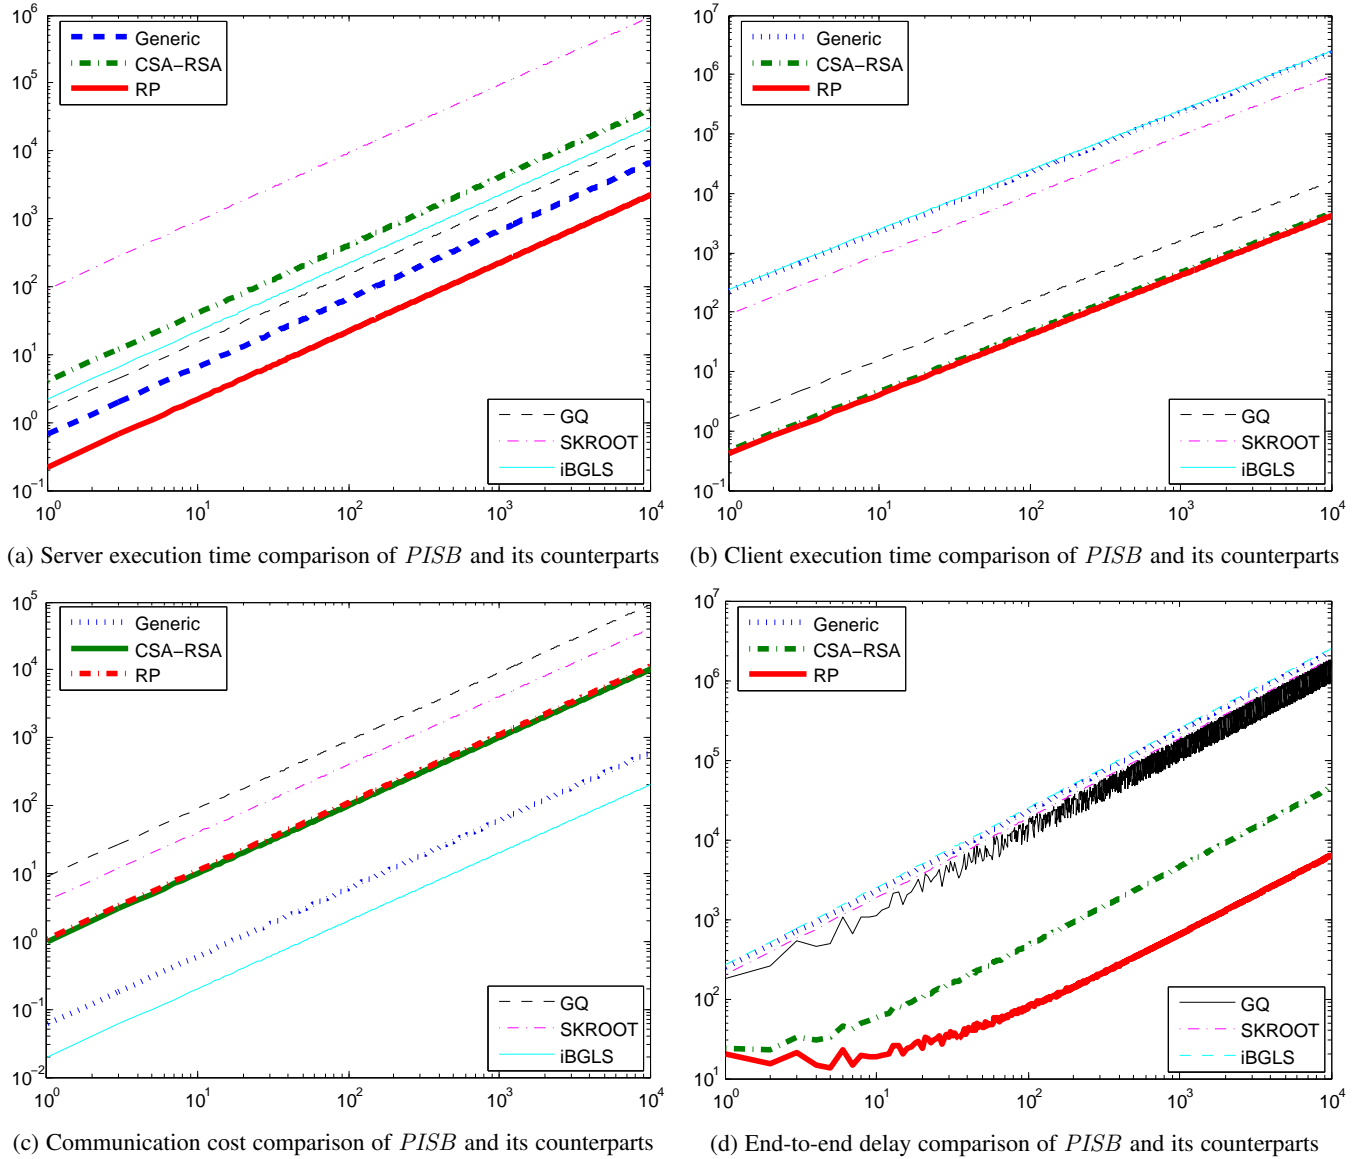 Generic
CSA−RSA
RP
10^6
10^5
10^4
10^3
10^2
10^1
10^0
10^−1
GQ
SKROOT
iBGLS
10^0 10^1 10^2 10^3 10^4
(a) Server execution time comparison of PISB and its counterparts
Generic
CSA−RSA
RP
10^7
10^6
10^5
10^4
10^3
10^2
10^1
10^0
10^−1
GQ
SKROOT
iBGLS
10^0 10^1 10^2 10^3 10^4
(b) Client execution time comparison of PISB and its counterparts
Generic
CSA−RSA
RP
10^5
10^4
10^3
10^2
10^1
10^0
10^−1
10^−2
GQ
SKROOT
iBGLS
10^0 10^1 10^2 10^3 10^4
(c) Communication cost comparison of PISB and its counterparts
Generic
CSA−RSA
RP
10^7
10^6
10^5
10^4
10^3
10^2
10^1
GQ
SKROOT
iBGLS
10^0 10^1 10^2 10^3 10^4
(d) End-to-end delay comparison of PISB and its counterparts